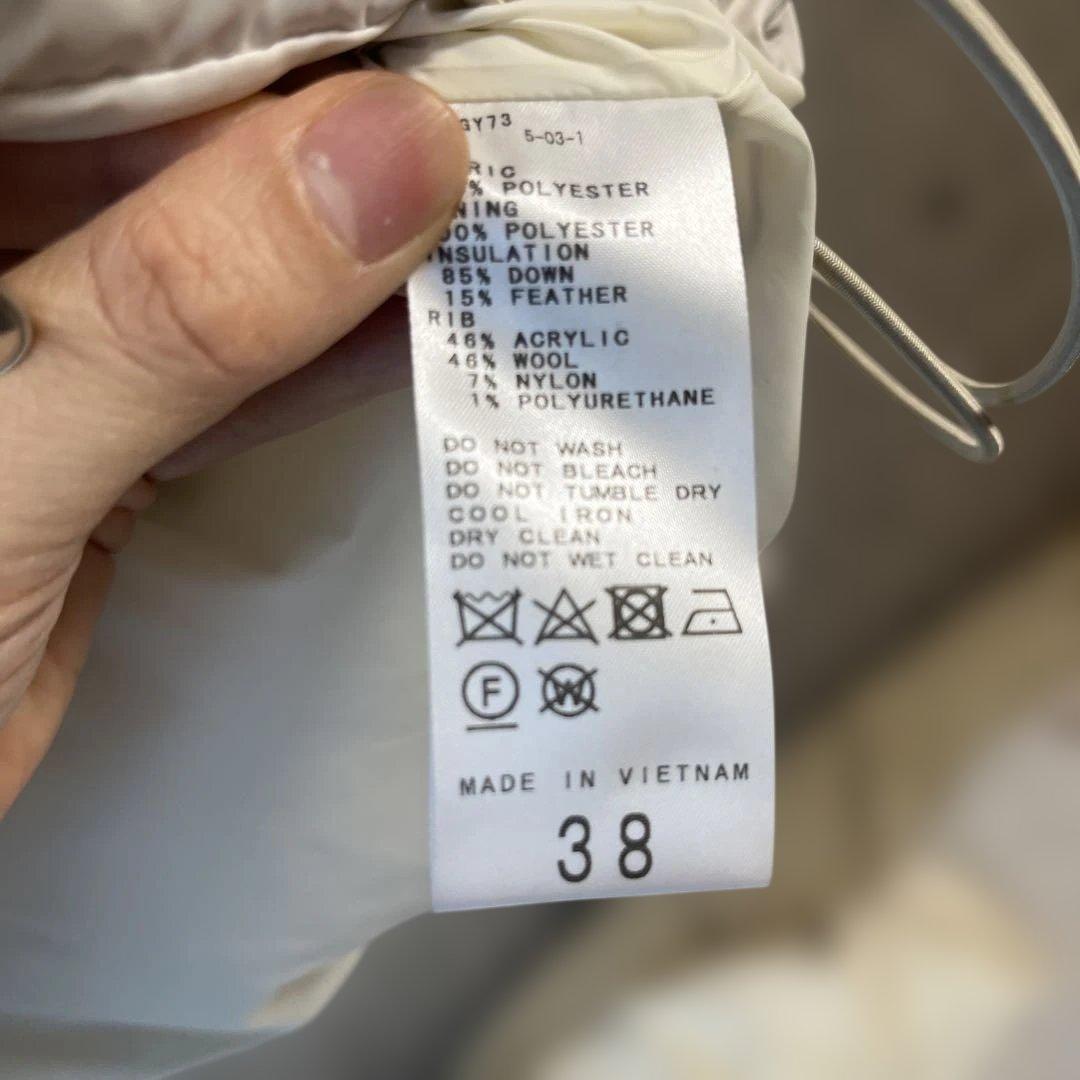 GY73
5-03-1
RIC
% POLYESTER
NING
00% POLYESTER
INSULATION
85% DOWN
15% FEATHER
RIB
46% ACRYLIC
46% WOOL
7% NYLON
1% POLYURETHANE
DO NOT WASH
DO NOT BLEACH
DO NOT TUMBLE DRY
COOL IRON
DRY CLEAN
DO NOT WET CLEAN
F W
MADE IN VIETNAM
38